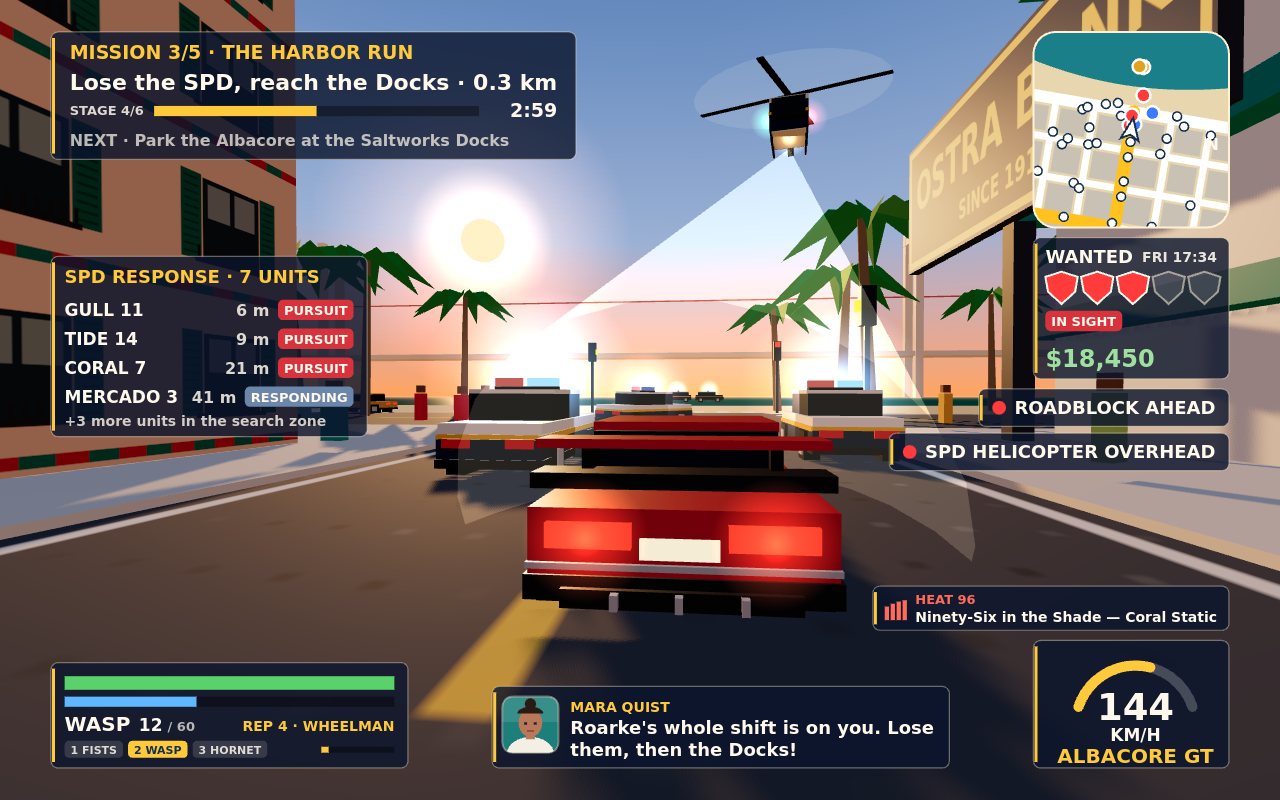 MISSION 3/5 · THE HARBOR RUN
Lose the SPD, reach the Docks · 0.3 km
STAGE 4/6
2:59
NEXT · Park the Albacore at the Saltworks Docks
OSTRA
SINCE 191
N
WANTED FRI 17:34
IN SIGHT
$18,450
ROADBLOCK AHEAD
SPD HELICOPTER OVERHEAD
SPD RESPONSE · 7 UNITS
GULL 11 6 m PURSUIT
TIDE 14 9 m PURSUIT
CORAL 7 21 m PURSUIT
MERCADO 3 41 m RESPONDING
+3 more units in the search zone
HEAT 96
Ninety-Six in the Shade — Coral Static
WASP 12 / 60 REP 4 · WHEELMAN
1 FISTS 2 WASP 3 HORNET
MARA QUIST
Roarke's whole shift is on you. Lose
them, then the Docks!
144
KM/H
ALBACORE GT